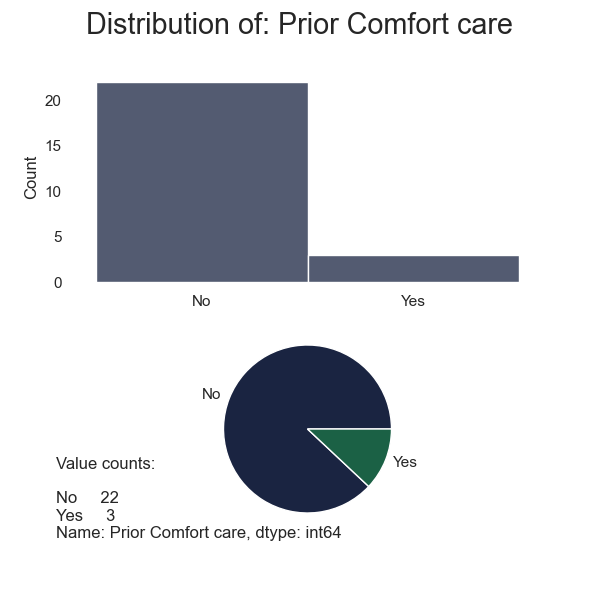 Distribution of: Prior Comfort care
20
15
10
5
0
Count
No Yes
No
Yes
Value counts:
No 22
Yes 3
Name: Prior Comfort care, dtype: int64